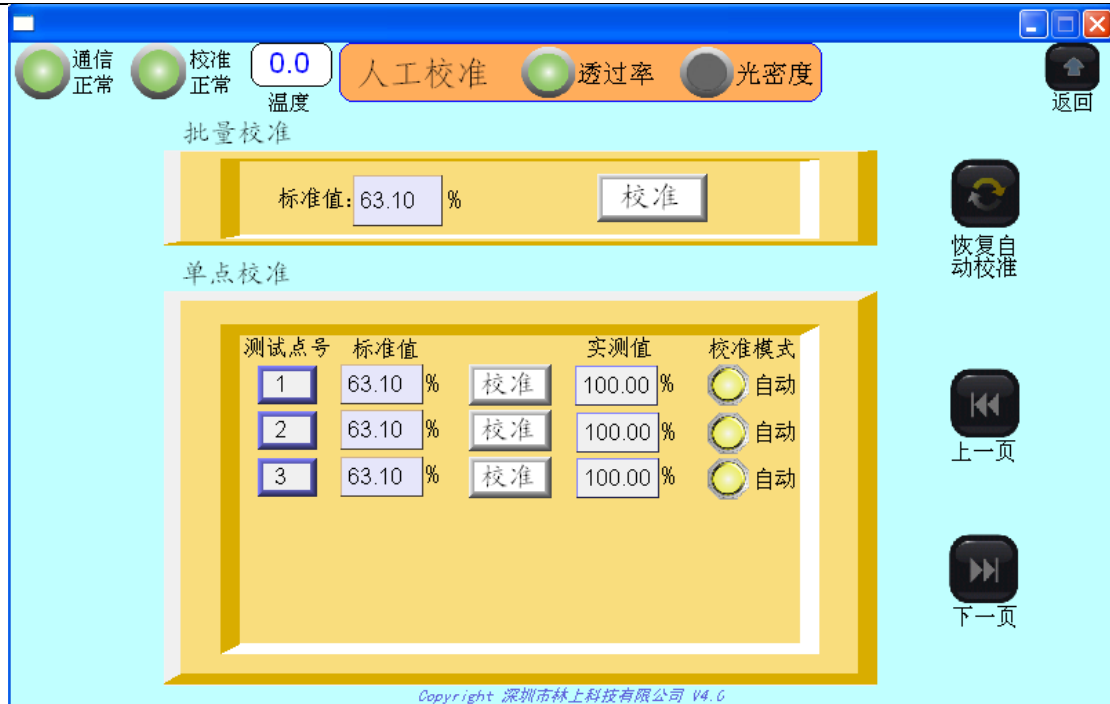 通信
正常
校准
正常
0.0
温度
人工校准
透过率
光密度
返回
批量校准
标准值: 63.10 %
校准
恢复自
动校准
单点校准
测试点号 标准值 实测值 校准模式
1 63.10 % 校准 100.00 % 自动
2 63.10 % 校准 100.00 % 自动
3 63.10 % 校准 100.00 % 自动
上一页
下一页
Copyright 深圳市林上科技有限公司